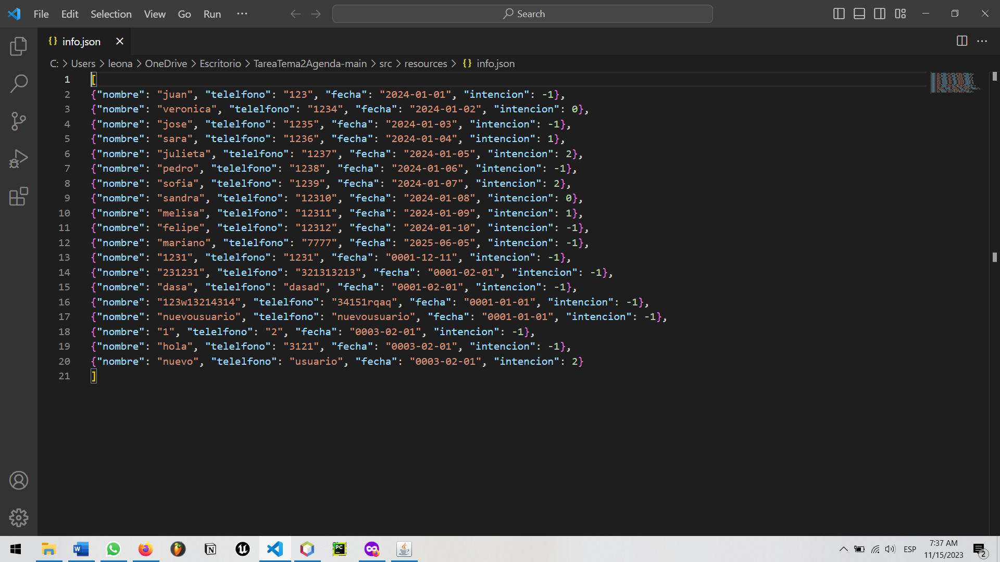 File Edit Selection View Go Run ··· Search
{} info.json
C: > Users > leona > OneDrive > Escritorio > TareaTema2Agenda-main > src > resources > {} info.json
1 [
2 {"nombre": "juan", "telelfono": "123", "fecha": "2024-01-01", "intencion": -1},
3 {"nombre": "veronica", "telelfono": "1234", "fecha": "2024-01-02", "intencion": 0},
4 {"nombre": "jose", "telelfono": "1235", "fecha": "2024-01-03", "intencion": -1},
5 {"nombre": "sara", "telelfono": "1236", "fecha": "2024-01-04", "intencion": 1},
6 {"nombre": "julieta", "telelfono": "1237", "fecha": "2024-01-05", "intencion": 2},
7 {"nombre": "pedro", "telelfono": "1238", "fecha": "2024-01-06", "intencion": -1},
8 {"nombre": "sofia", "telelfono": "1239", "fecha": "2024-01-07", "intencion": 2},
9 {"nombre": "sandra", "telelfono": "12310", "fecha": "2024-01-08", "intencion": 0},
10 {"nombre": "melisa", "telelfono": "12311", "fecha": "2024-01-09", "intencion": 1},
11 {"nombre": "felipe", "telelfono": "12312", "fecha": "2024-01-10", "intencion": -1},
12 {"nombre": "mariano", "telelfono": "7777", "fecha": "2025-06-05", "intencion": -1},
13 {"nombre": "1231", "telelfono": "1231", "fecha": "0001-12-11", "intencion": -1},
14 {"nombre": "231231", "telelfono": "321313213", "fecha": "0001-02-01", "intencion": -1},
15 {"nombre": "dasa", "telelfono": "dasad", "fecha": "0001-02-01", "intencion": -1},
16 {"nombre": "123w13214314", "telelfono": "34151rqaq", "fecha": "0001-01-01", "intencion": -1},
17 {"nombre": "nuevousuario", "telelfono": "nuevousuario", "fecha": "0001-01-01", "intencion": -1},
18 {"nombre": "1", "telelfono": "2", "fecha": "0003-02-01", "intencion": -1},
19 {"nombre": "hola", "telelfono": "3121", "fecha": "0003-02-01", "intencion": -1},
20 {"nombre": "nuevo", "telelfono": "usuario", "fecha": "0003-02-01", "intencion": 2}
21 ]
W N U PC ESP 7:37 AM
11/15/2023 2